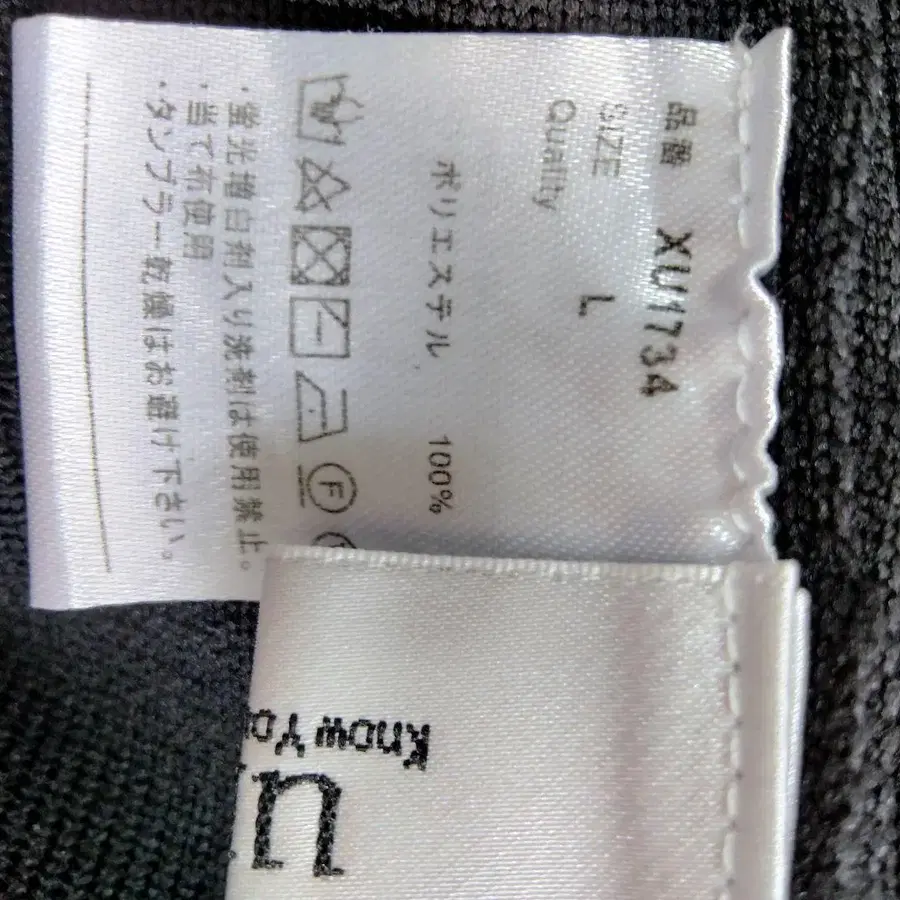 品番 XU1734
SIZE L
Quality
ポリエステル 100%
F
・蛍光増白剤入り洗剤は使用禁止。
・当て布使用
・タンブラー乾燥はお避け下さい。
Know
u